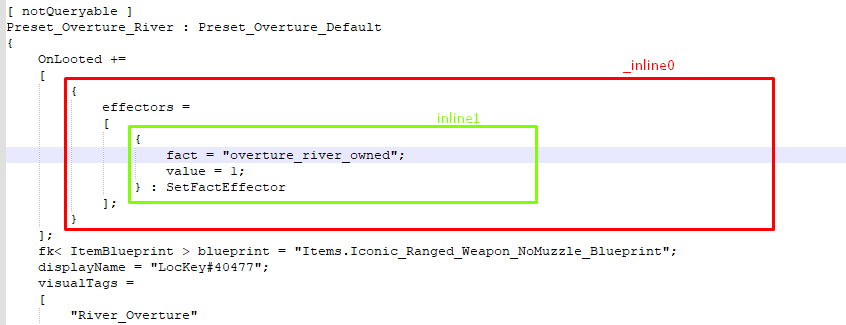 [ notQueryable ]
Preset_Overture_River : Preset_Overture_Default
{
OnLooted +=
[
_inline0
{
effectors =
[
inline1
{
fact = "overture_river_owned";
value = 1;
} : SetFactEffector
];
}
];
fk< ItemBlueprint > blueprint = "Items.Iconic_Ranged_Weapon_NoMuzzle_Blueprint";
displayName = "LocKey#40477";
visualTags =
[
"River_Overture"